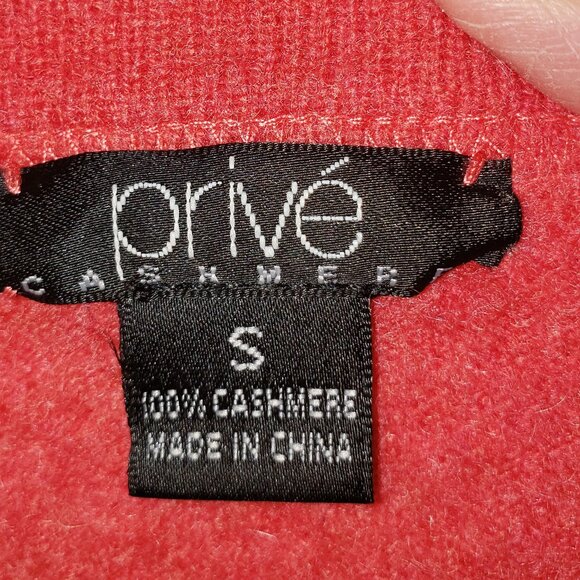 privé
CASHMERE
S
100% CASHMERE
MADE IN CHINA